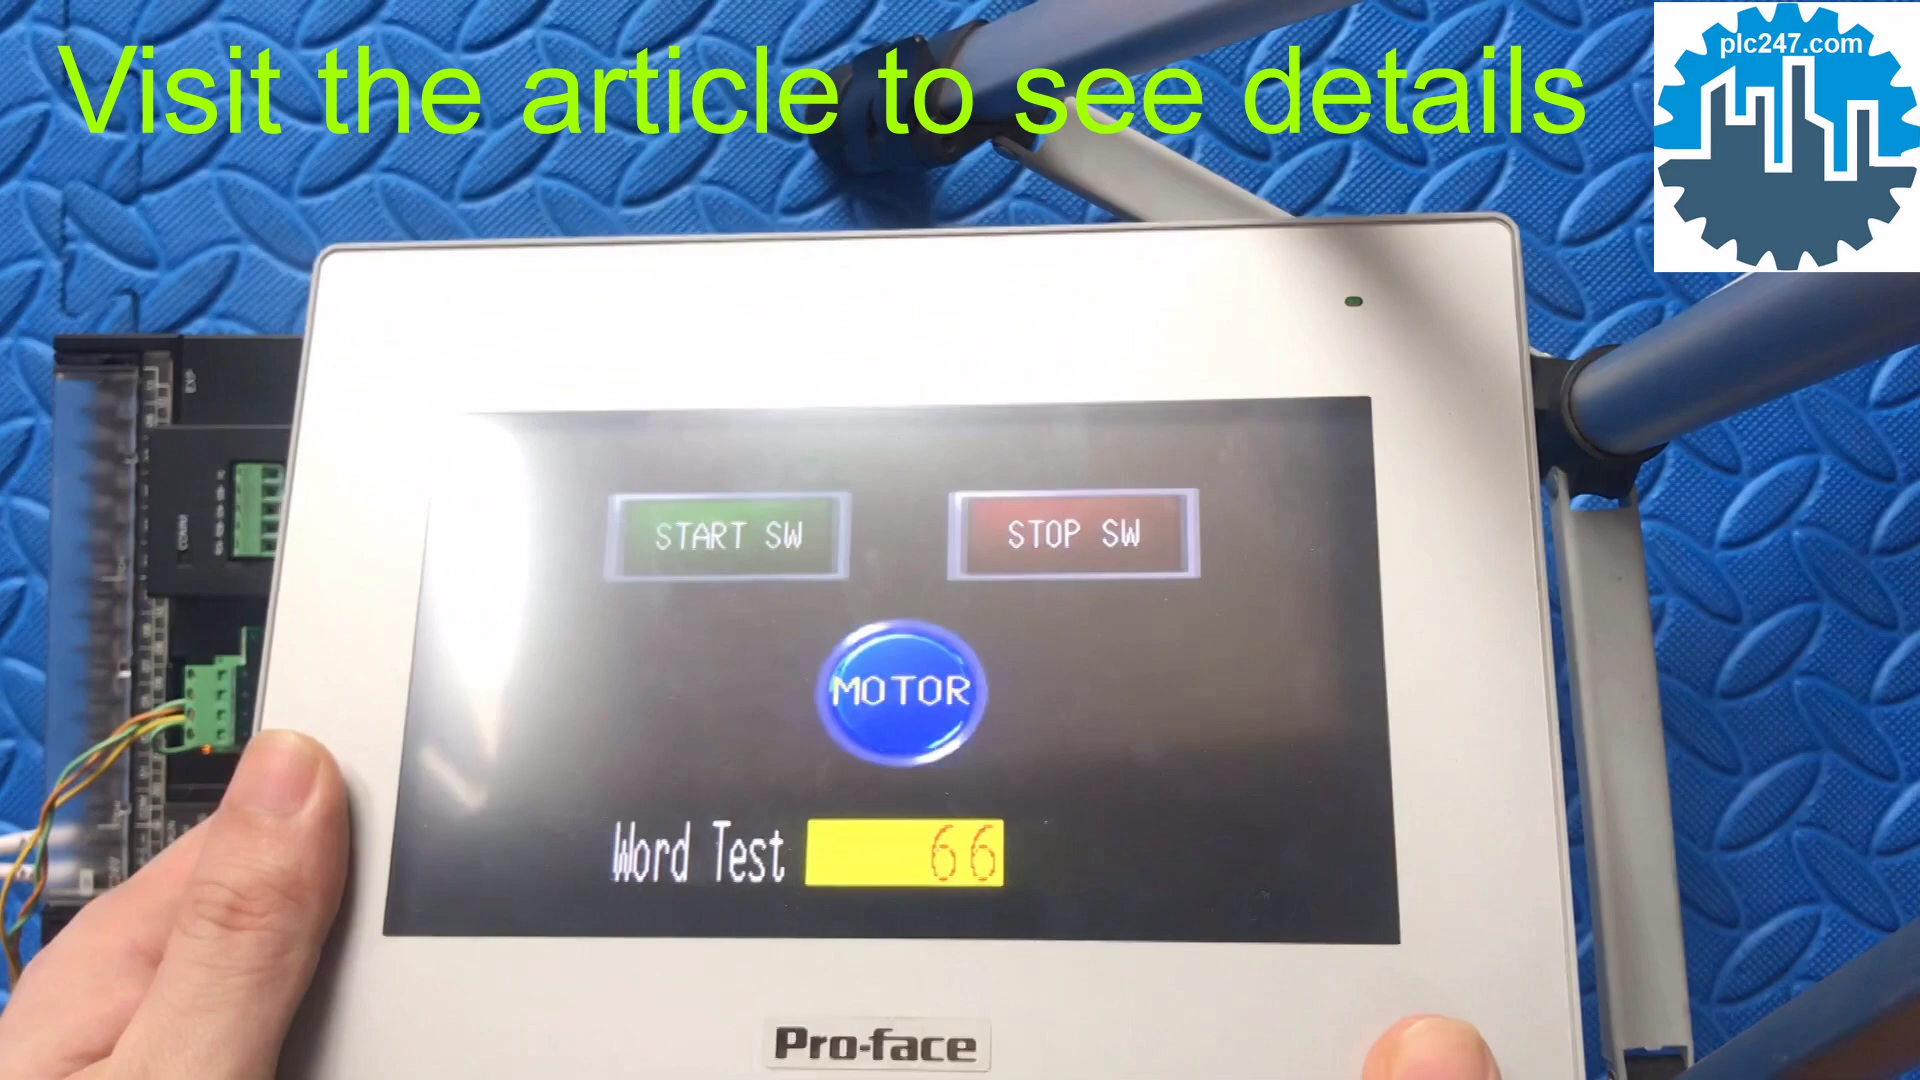 Visit the article to see details
plc247.com
START SW
STOP SW
MOTOR
Word Test
66
Pro-face